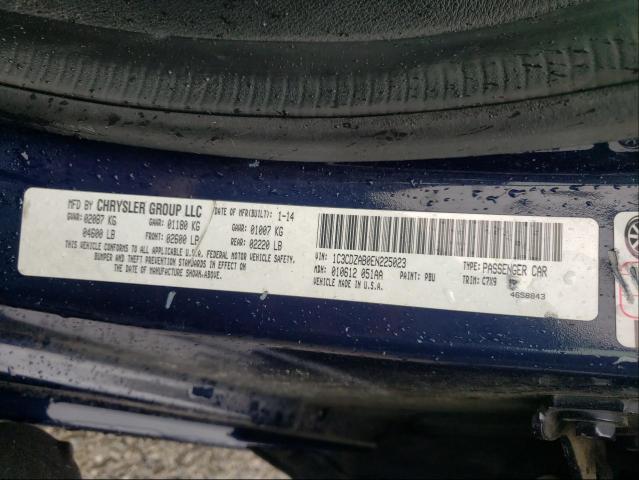 MFD BY CHRYSLER GROUP LLC
DATE OF MFR(BUILT): 1-14
GVWR: 02087 KG
04600 LB
GAWR: 01180 KG
FRONT: 02600 LB
GAWR: 01007 KG
REAR: 02220 LB
THIS VEHICLE CONFORMS TO ALL APPLICABLE U.S.A. FEDERAL MOTOR VEHICLE SAFETY,
BUMPER AND THEFT PREVENTION STANDARDS IN EFFECT ON
THE DATE OF MANUFACTURE SHOWN ABOVE.
VIN: 1C3CDZAB0EN225023
TYPE: PASSENGER CAR
MDH: 010612 051AA
PAINT: PBU
TRIM: C7X9
VEHICLE MADE IN U.S.A.
4658843